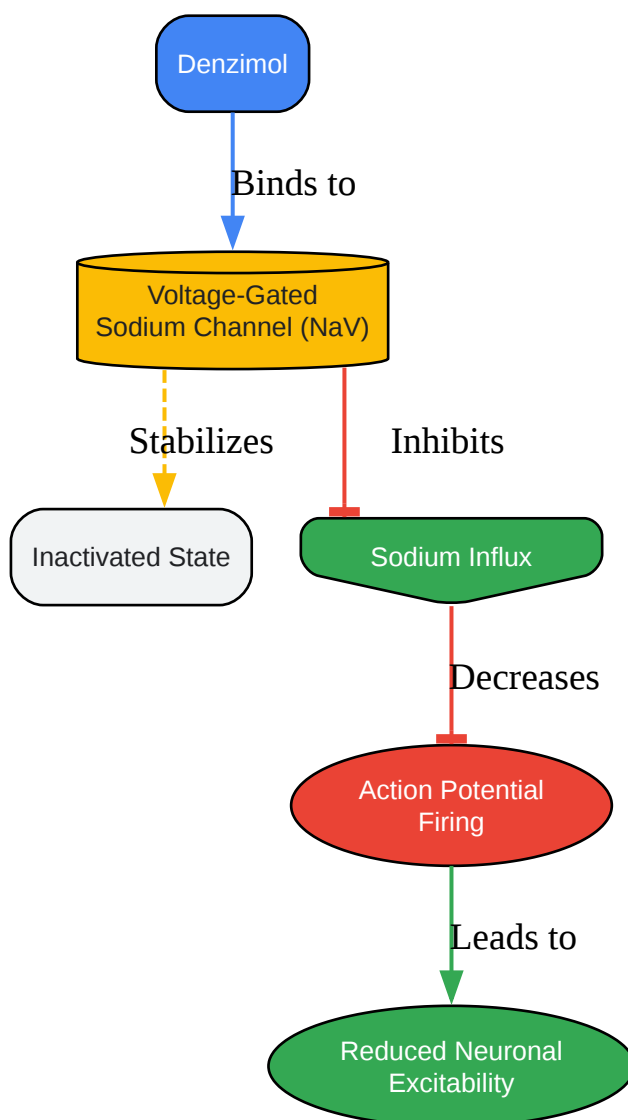 Denzimol
Binds to
Voltage-Gated
Sodium Channel (NaV)
Stabilizes
Inhibits
Inactivated State
Sodium Influx
Decreases
Action Potential
Firing
Leads to
Reduced Neuronal
Excitability